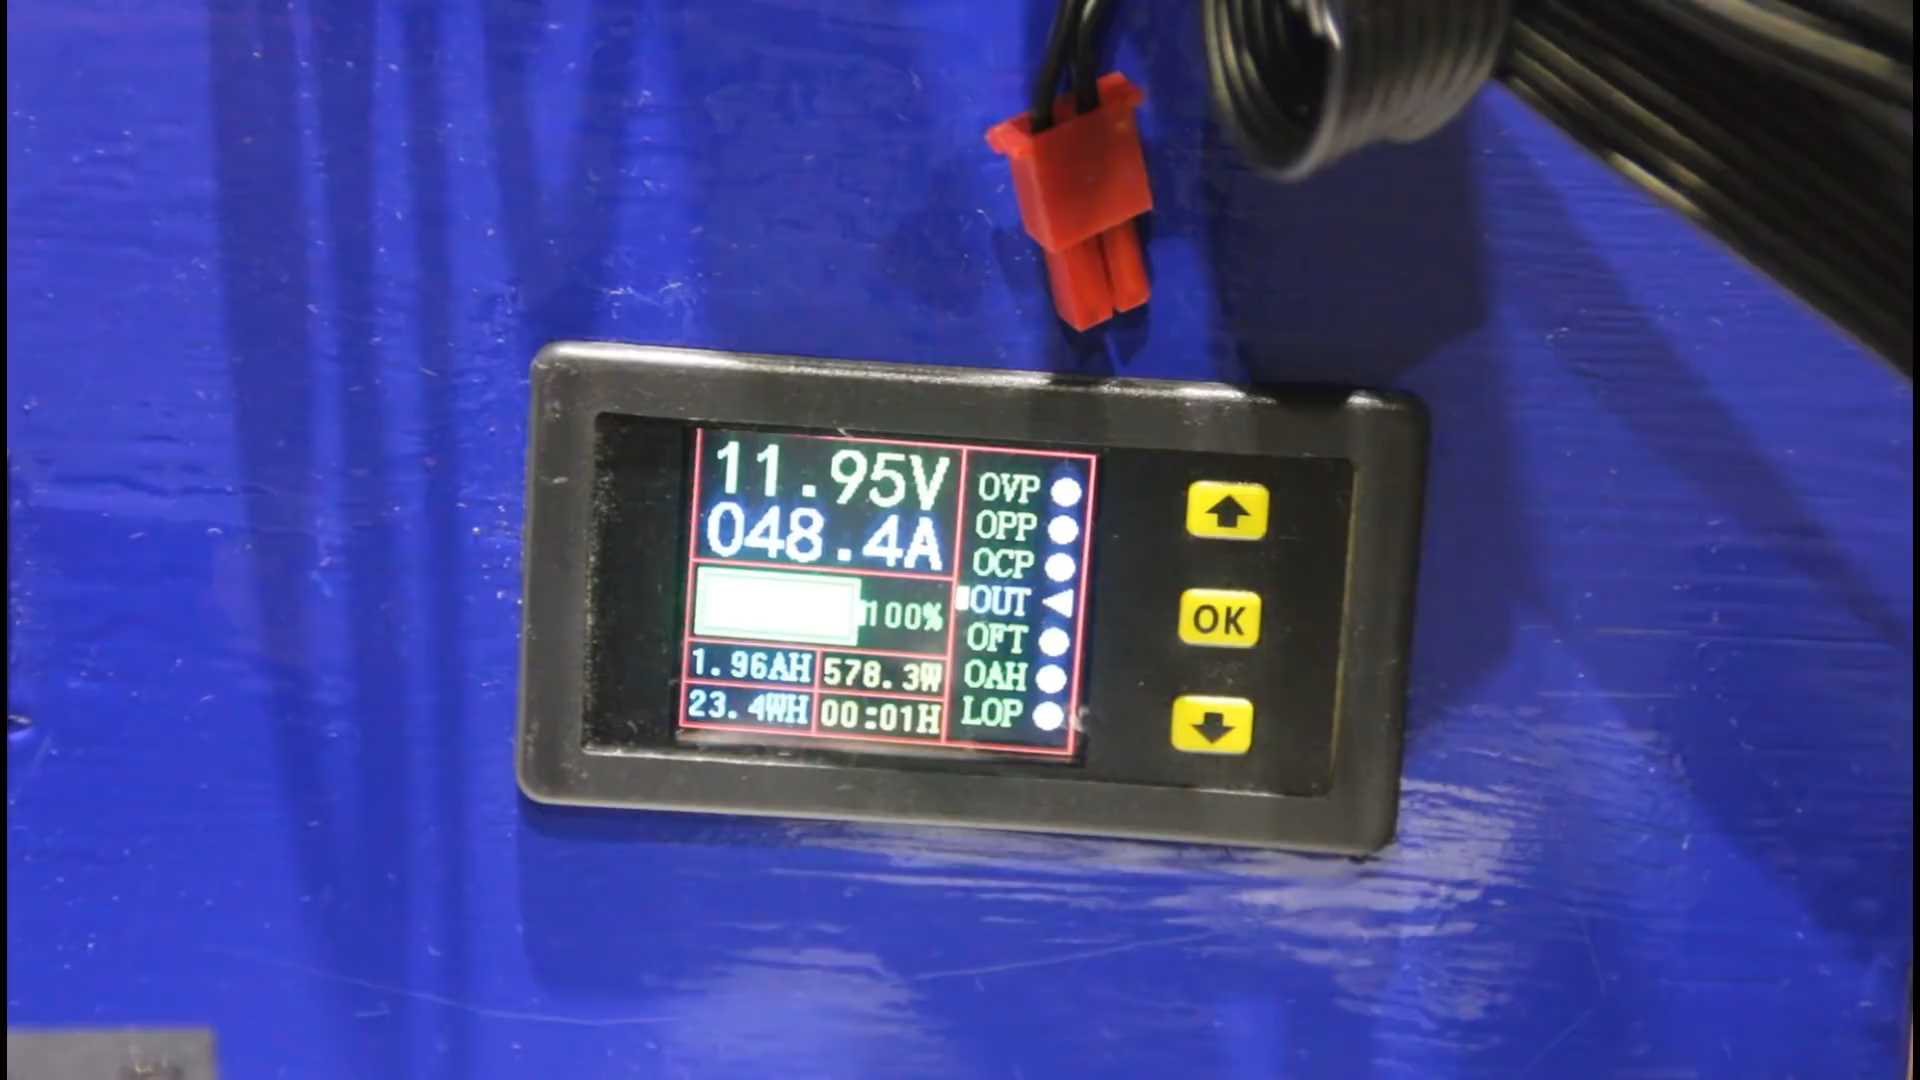 11.95V
048.4A
100%
1.96AH 578.3W
23.4WH 00:01H
OVP
OPP
OCP
OUT
OFT
OAH
LOP
OK